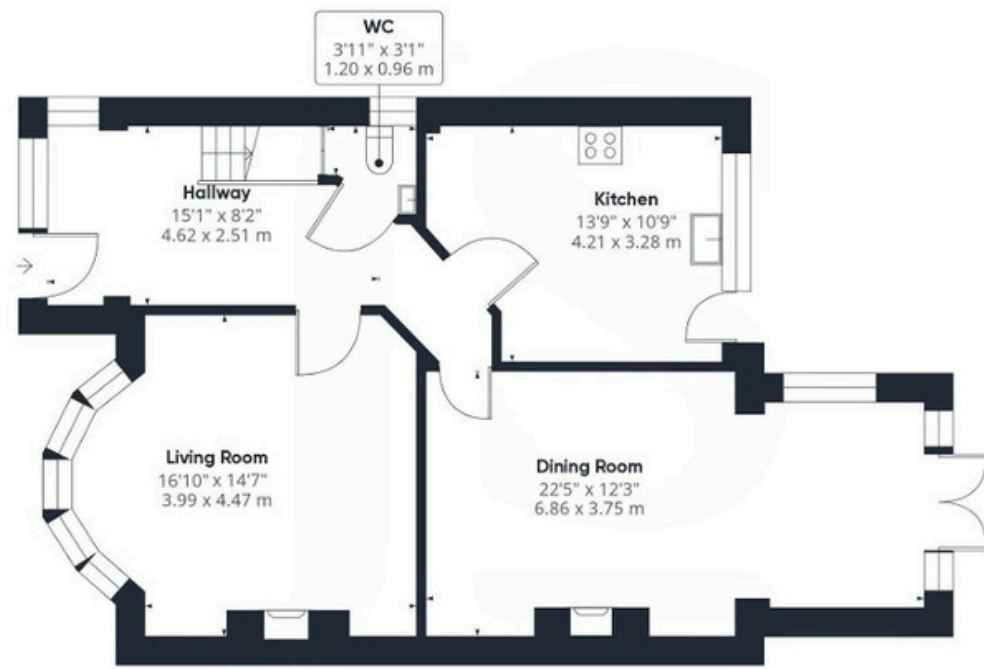 WC
3'11" x 3'1"
1.20 x 0.96 m
Hallway
15'1" x 8'2"
4.62 x 2.51 m
Kitchen
13'9" x 10'9"
4.21 x 3.28 m
Living Room
16'10" x 14'7"
3.99 x 4.47 m
Dining Room
22'5" x 12'3"
6.86 x 3.75 m